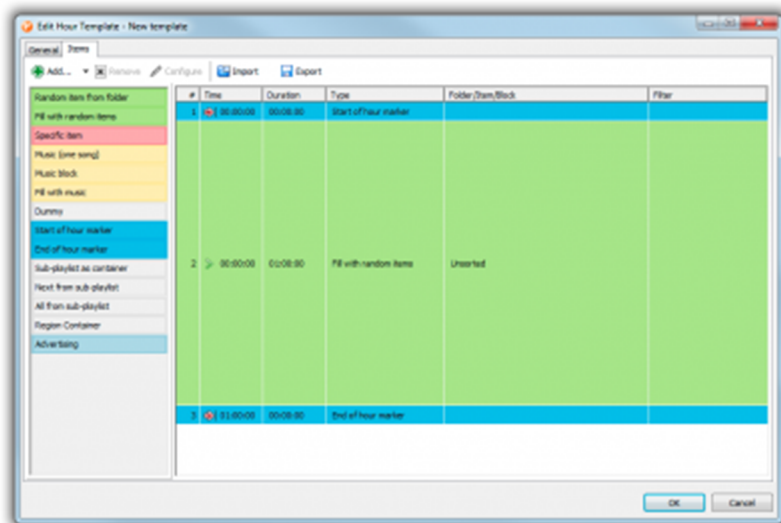 Edit Hour Template - New template
General Items
Add... Remove Configure Import Export
Random item from folder
Fill with random items
Specific item
Music (one song)
Music block
Fill with music
Dummy
Start of hour marker
End of hour marker
Sub-playlist as container
Next from sub-playlist
All from sub-playlist
Region Container
Advertising
# Time Duration Type Folder/Item/Block Filter
1 00:00:00 00:00:00 Start of hour marker
2 00:00:00 01:00:00 Fill with random items Unsorted
3 01:00:00 00:00:00 End of hour marker
OK Cancel